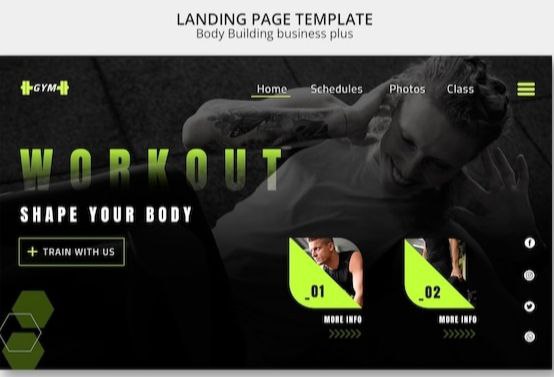 LANDING PAGE TEMPLATE
Body Building business plus
GYM
Home Schedules Photos Class
WORKOUT
SHAPE YOUR BODY
+ TRAIN WITH US
_01
_02
MORE INFO
MORE INFO